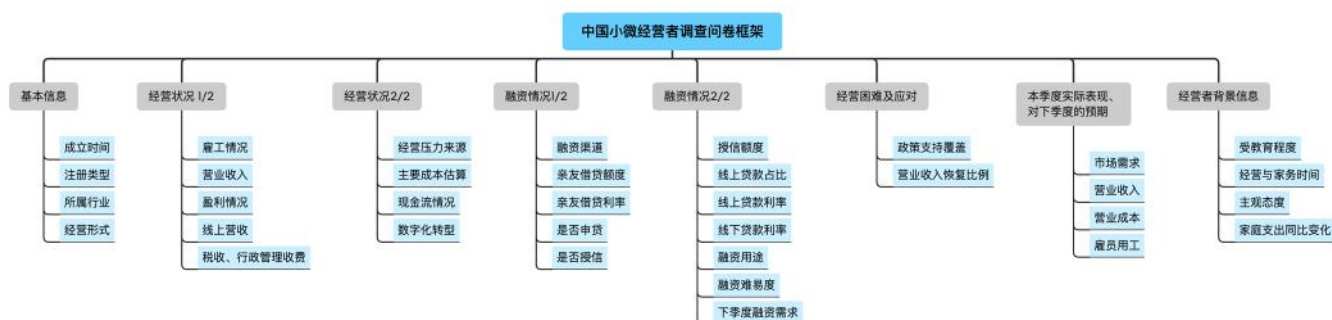 中国小微经营者调查问卷框架
基本信息
成立时间
注册类型
所属行业
经营形式
经营状况 1/2
雇工情况
营业收入
盈利情况
线上营收
税收、行政管理收费
经营状况2/2
经营压力来源
主要成本估算
现金流情况
数字化转型
融资情况1/2
融资渠道
亲友借贷额度
亲友借贷利率
是否申贷
是否授信
融资情况2/2
授信额度
线上贷款占比
线上贷款利率
线下贷款利率
融资用途
融资难易度
下季度融资需求
经营困难及应对
政策支持覆盖
营业收入恢复比例
本季度实际表现、
对下季度的预期
市场需求
营业收入
营业成本
雇员用工
经营者背景信息
受教育程度
经营与家务时间
主观态度
家庭支出同比变化